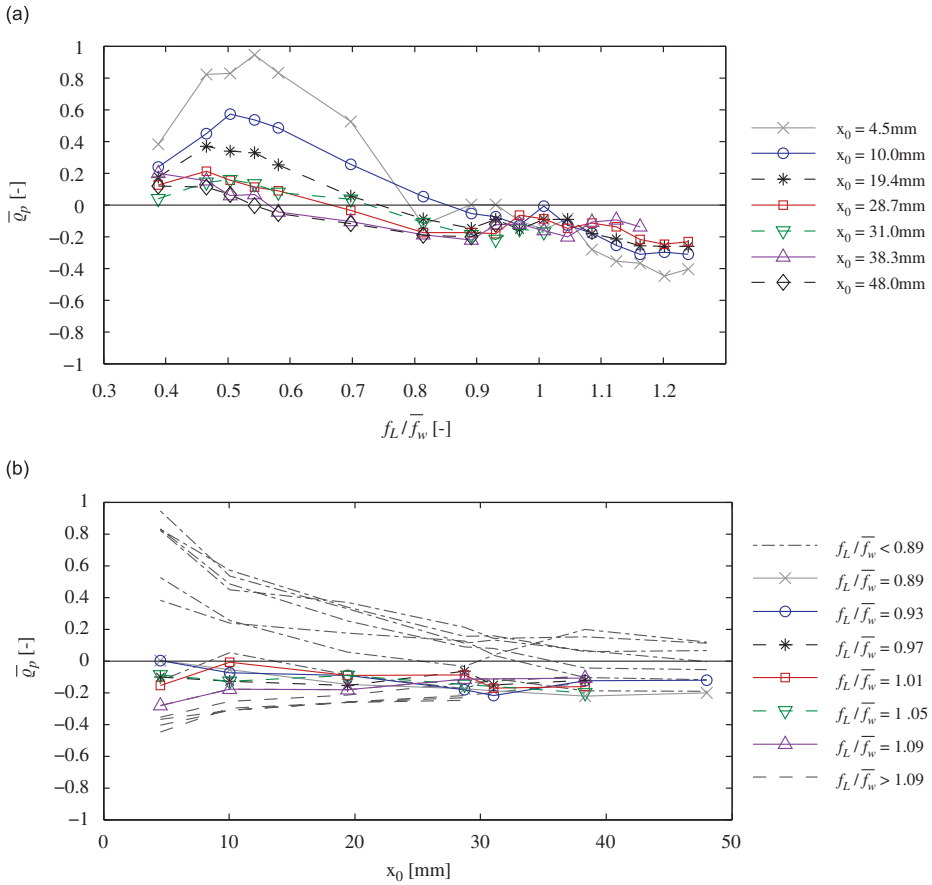 (a)
1
0.8
0.6
0.4
0.2
0
−0.2
−0.4
−0.6
−0.8
−1
0.3 0.4 0.5 0.6 0.7 0.8 0.9 1 1.1 1.2
ϱ̅p [-]
fL / f̅w [-]
x0 = 4.5mm
x0 = 10.0mm
x0 = 19.4mm
x0 = 28.7mm
x0 = 31.0mm
x0 = 38.3mm
x0 = 48.0mm
(b)
1
0.8
0.6
0.4
0.2
0
−0.2
−0.4
−0.6
−0.8
−1
0 10 20 30 40 50
ϱ̅p [-]
x0 [mm]
fL / f̅w < 0.89
fL / f̅w = 0.89
fL / f̅w = 0.93
fL / f̅w = 0.97
fL / f̅w = 1.01
fL / f̅w = 1.05
fL / f̅w = 1.09
fL / f̅w > 1.09